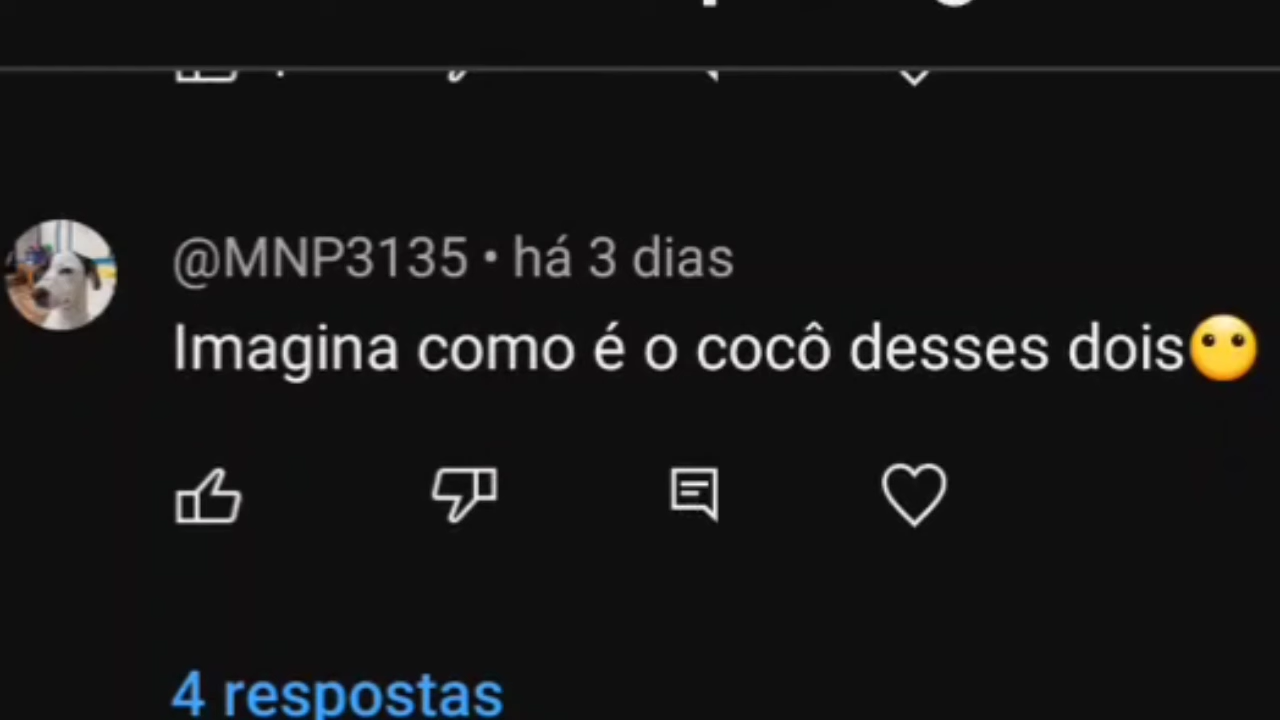 @MNP3135 • há 3 dias
Imagina como é o cocô desses dois😶
4 respostas